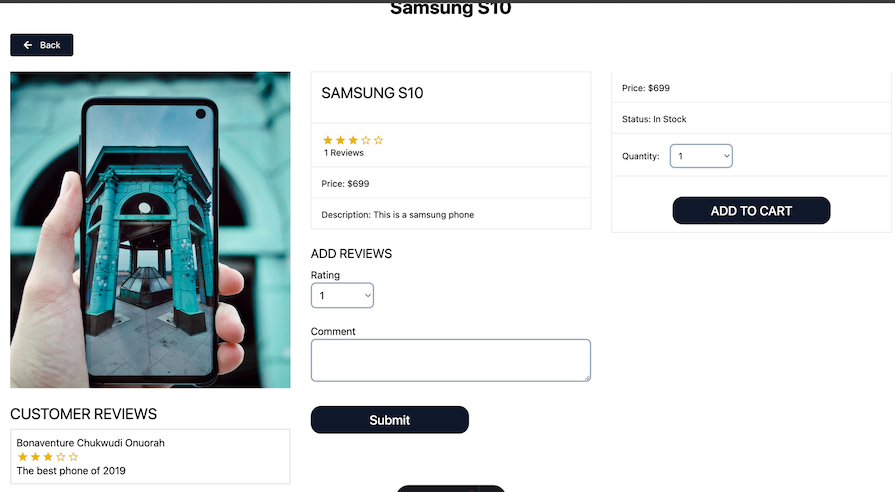 Samsung S10
Back
SAMSUNG S10
1 Reviews
Price: $699
Description: This is a samsung phone
Price: $699
Status: In Stock
Quantity: 1
ADD TO CART
ADD REVIEWS
Rating
1
Comment
Submit
CUSTOMER REVIEWS
Bonaventure Chukwudi Onuorah
The best phone of 2019